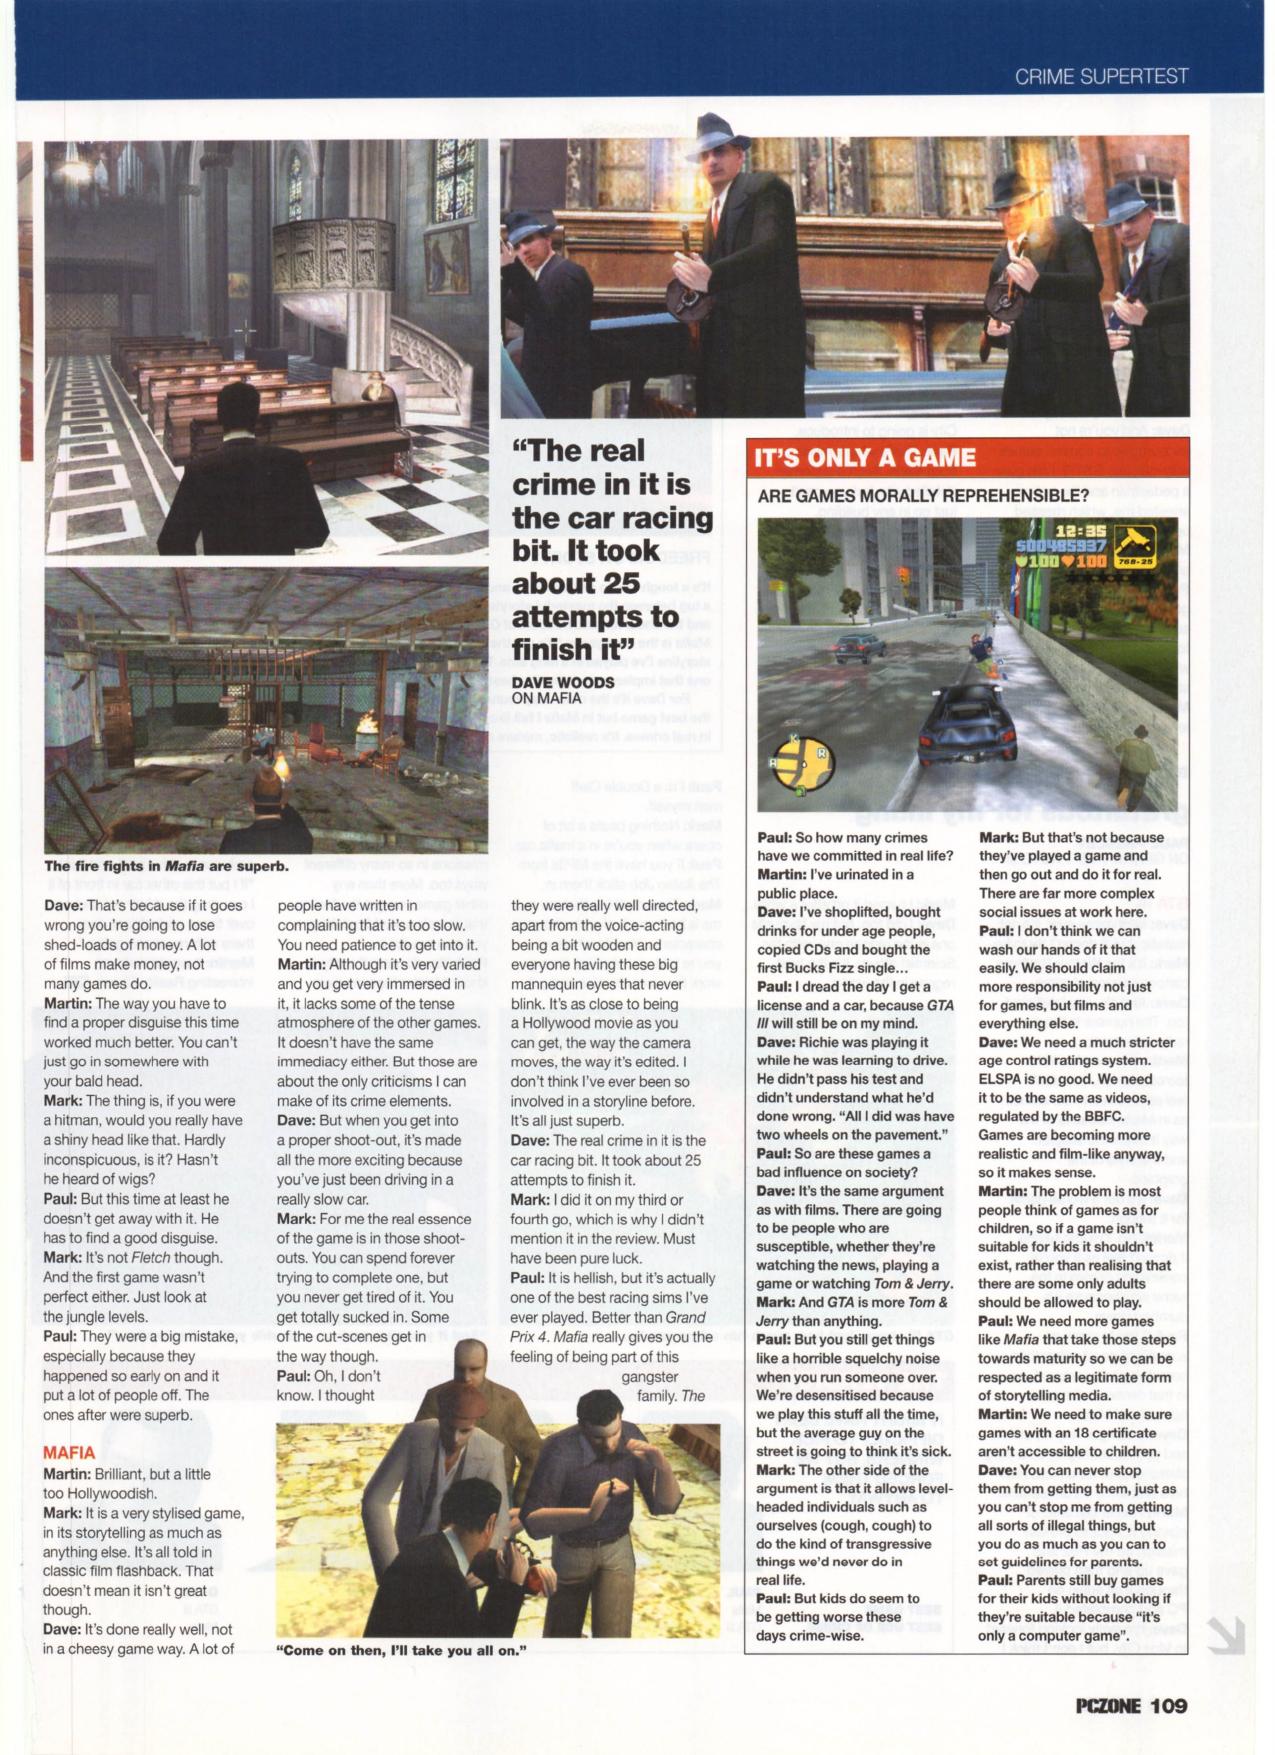 CRIME SUPERTEST
The fire fights in Mafia are superb.
Dave: That's because if it goes
wrong you're going to lose
shed-loads of money. A lot
of films make money, not
many games do.
Martin: The way you have to
find a proper disguise this time
worked much better. You can't
just go in somewhere with
your bald head.
Mark: The thing is, if you were
a hitman, would you really have
a shiny head like that. Hardly
inconspicuous, is it? Hasn't
he heard of wigs?
Paul: But this time at least he
doesn't get away with it. He
has to find a good disguise.
Mark: It's not Fletch though.
And the first game wasn't
perfect either. Just look at
the jungle levels.
Paul: They were a big mistake,
especially because they
happened so early on and it
put a lot of people off. The
ones after were superb.
MAFIA
Martin: Brilliant, but a little
too Hollywoodish.
Mark: It is a very stylised game,
in its storytelling as much as
anything else. It's all told in
classic film flashback. That
doesn't mean it isn't great
though.
Dave: It's done really well, not
in a cheesy game way. A lot of
people have written in
complaining that it's too slow.
You need patience to get into it.
Martin: Although it's very varied
and you get very immersed in
it, it lacks some of the tense
atmosphere of the other games.
It doesn't have the same
immediacy either. But those are
about the only criticisms I can
make of its crime elements.
Dave: But when you get into
a proper shoot-out, it's made
all the more exciting because
you've just been driving in a
really slow car.
Mark: For me the real essence
of the game is in those shoot-
outs. You can spend forever
trying to complete one, but
you never get tired of it. You
get totally sucked in. Some
of the cut-scenes get in
the way though.
Paul: Oh, I don't
know. I thought
"Come on then, I'll take you all on."
"The real
crime in it is
the car racing
bit. It took
about 25
attempts to
finish it"
DAVE WOODS
ON MAFIA
they were really well directed,
apart from the voice-acting
being a bit wooden and
everyone having these big
mannequin eyes that never
blink. It's as close to being
a Hollywood movie as you
can get, the way the camera
moves, the way it's edited. I
don't think I've ever been so
involved in a storyline before.
It's all just superb.
Dave: The real crime in it is the
car racing bit. It took about 25
attempts to finish it.
Mark: I did it on my third or
fourth go, which is why I didn't
mention it in the review. Must
have been pure luck.
Paul: It is hellish, but it's actually
one of the best racing sims I've
ever played. Better than Grand
Prix 4. Mafia really gives you the
feeling of being part of this
gangster
family. The
IT'S ONLY A GAME
ARE GAMES MORALLY REPREHENSIBLE?
12:35
$00485937
100 100
768-25
R
R
Paul: So how many crimes
have we committed in real life?
Martin: I've urinated in a
public place.
Dave: I've shoplifted, bought
drinks for under age people,
copied CDs and bought the
first Bucks Fizz single...
Paul: I dread the day I get a
license and a car, because GTA
III will still be on my mind.
Dave: Richie was playing it
while he was learning to drive.
He didn't pass his test and
didn't understand what he'd
done wrong. "All I did was have
two wheels on the pavement."
Paul: So are these games a
bad influence on society?
Dave: It's the same argument
as with films. There are going
to be people who are
susceptible, whether they're
watching the news, playing a
game or watching Tom & Jerry.
Mark: And GTA is more Tom &
Jerry than anything.
Paul: But you still get things
like a horrible squelchy noise
when you run someone over.
We're desensitised because
we play this stuff all the time,
but the average guy on the
street is going to think it's sick.
Mark: The other side of the
argument is that it allows level-
headed individuals such as
ourselves (cough, cough) to
do the kind of transgressive
things we'd never do in
real life.
Paul: But kids do seem to
be getting worse these
days crime-wise.
Mark: But that's not because
they've played a game and
then go out and do it for real.
There are far more complex
social issues at work here.
Paul: I don't think we can
wash our hands of it that
easily. We should claim
more responsibility not just
for games, but films and
everything else.
Dave: We need a much stricter
age control ratings system.
ELSPA is no good. We need
it to be the same as videos,
regulated by the BBFC.
Games are becoming more
realistic and film-like anyway,
so it makes sense.
Martin: The problem is most
people think of games as for
children, so if a game isn't
suitable for kids it shouldn't
exist, rather than realising that
there are some only adults
should be allowed to play.
Paul: We need more games
like Mafia that take those steps
towards maturity so we can be
respected as a legitimate form
of storytelling media.
Martin: We need to make sure
games with an 18 certificate
aren't accessible to children.
Dave: You can never stop
them from getting them, just as
you can't stop me from getting
all sorts of illegal things, but
you do as much as you can to
set guidelines for parents.
Paul: Parents still buy games
for their kids without looking if
they're suitable because "it's
only a computer game".
PCZONE 109